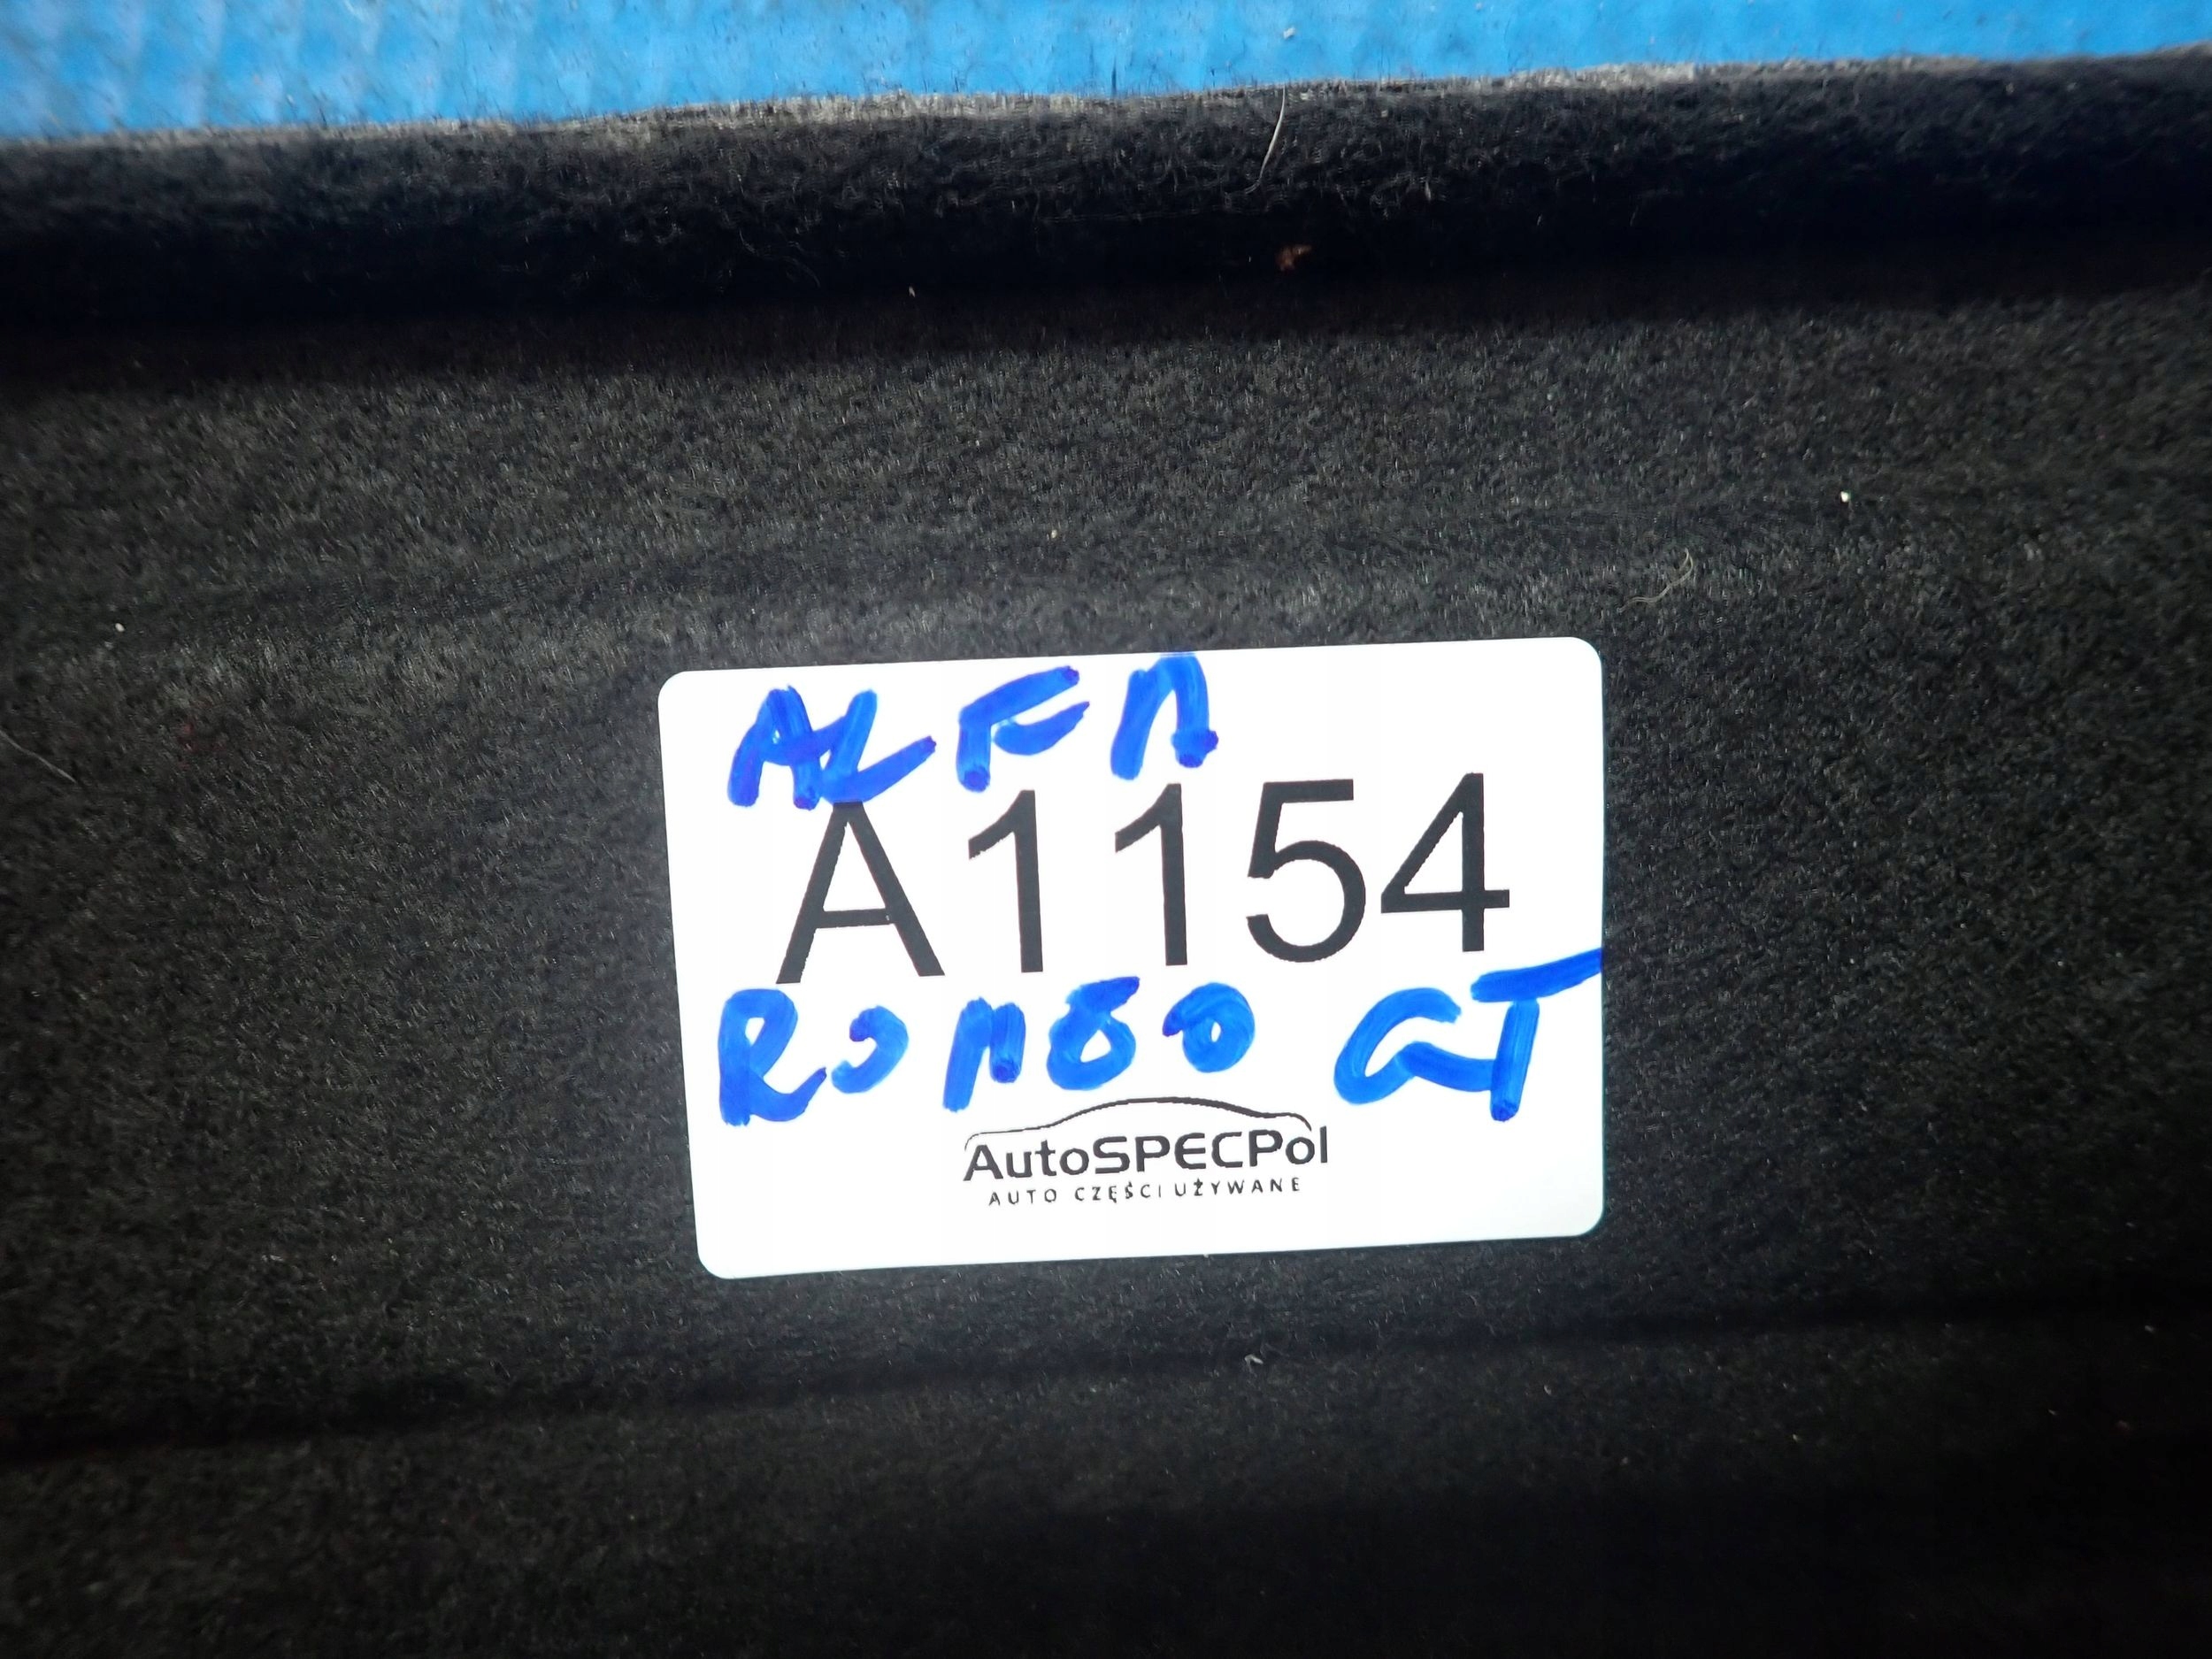 ALFA
A1154
ROMEO GT
AutoSPECPol
AUTO CZĘŚCI UŻYWANE